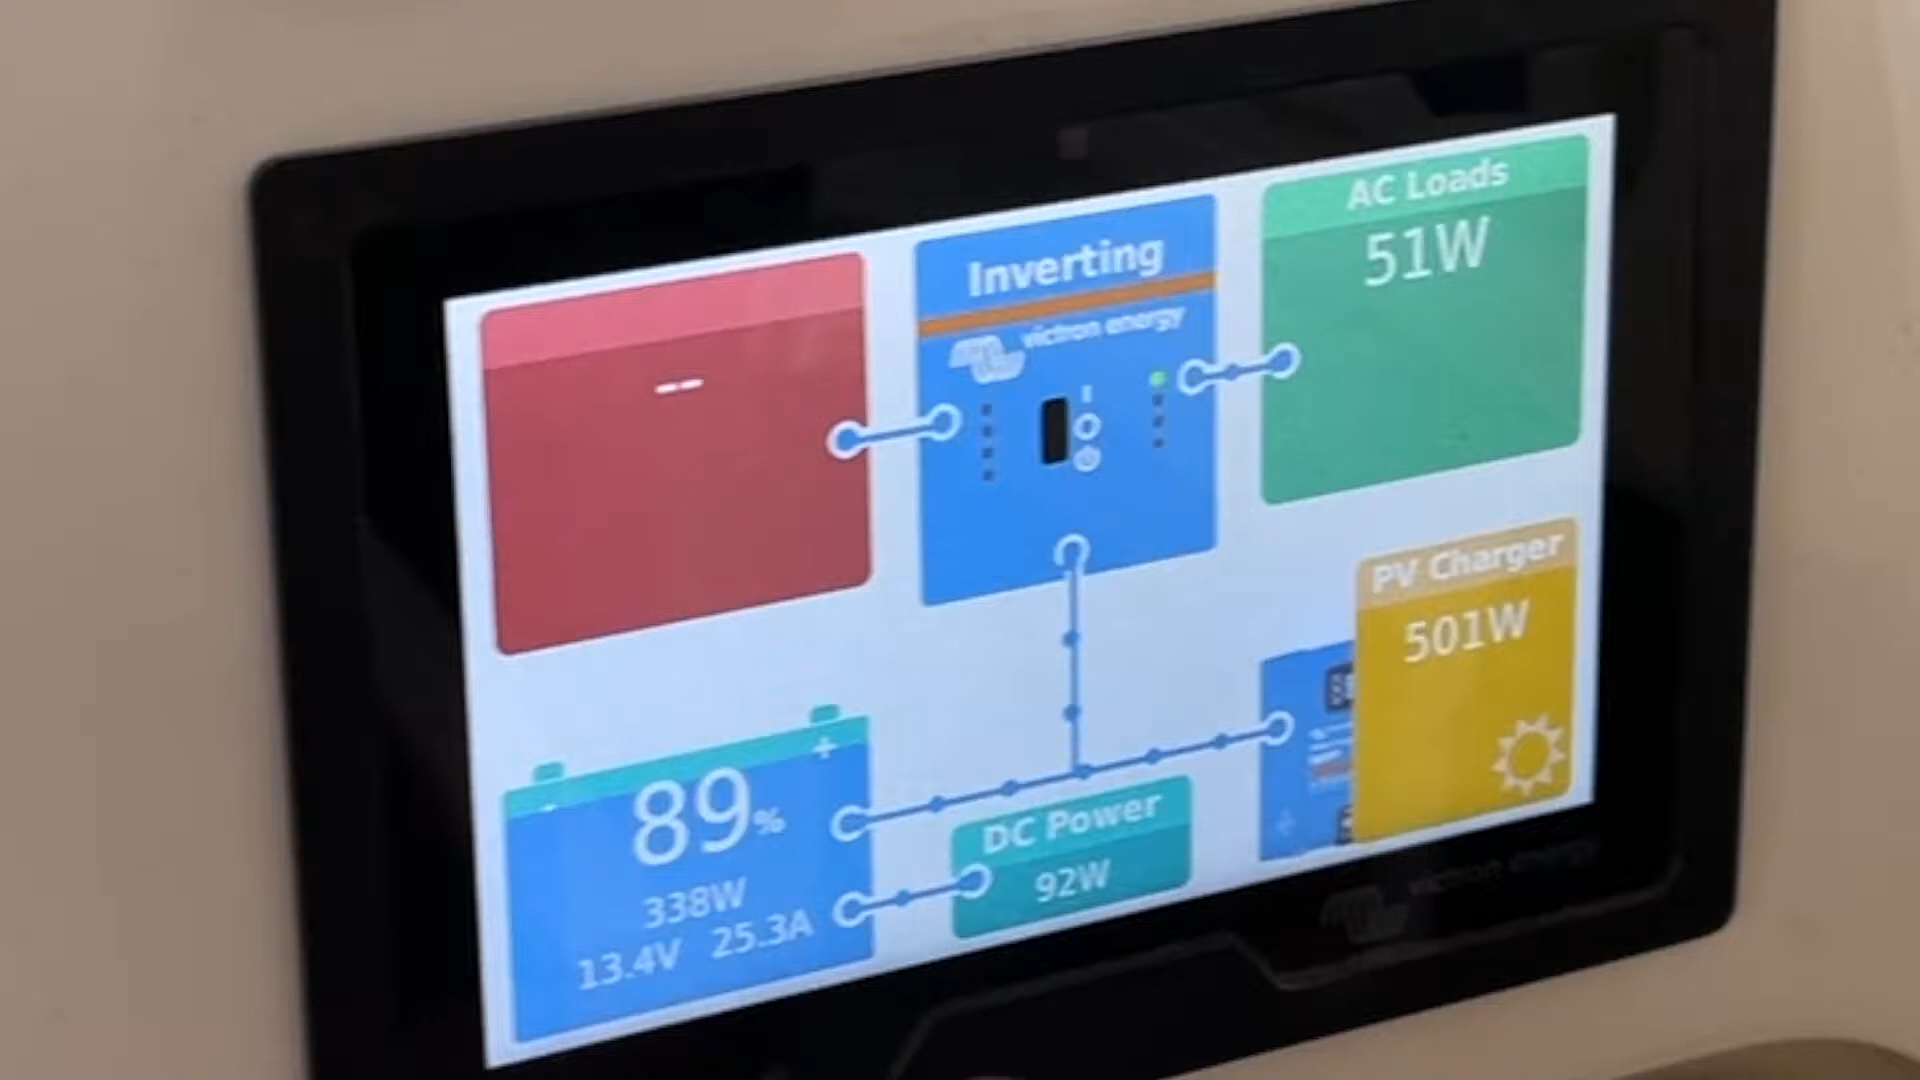 --
Inverting
victron energy
AC Loads
51W
PV Charger
501W
89%
338W
13.4V 25.3A
DC Power
92W
victron energy